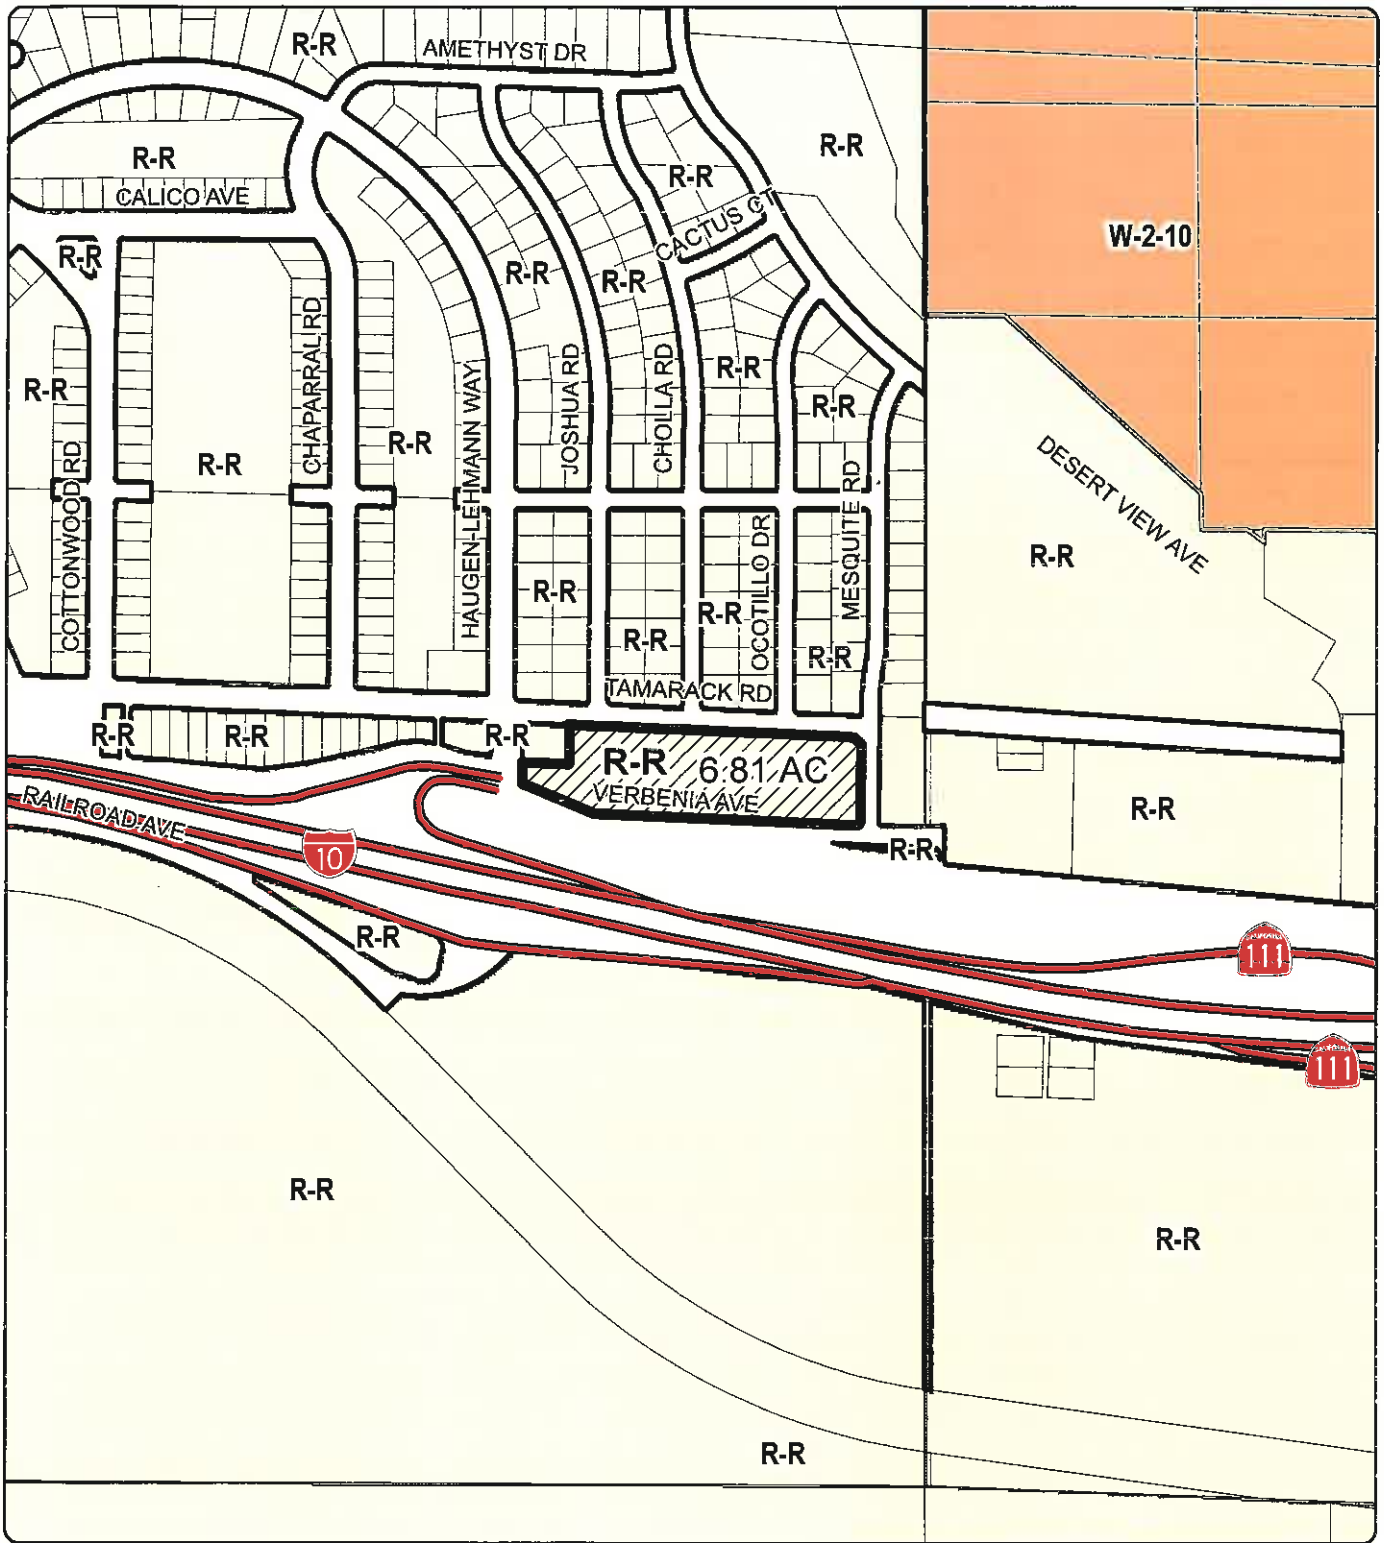 R-R
AMETHYST DR
R-R
R-R
CALICO AVE
R-R
CACTUS CT
W-2-10
R-R
R-R
R-R
CHAPARRAL RD
JOSHUA RD
CHOLLA RD
R-R
R-R
R-R
HAUGEN-LEHMANN WAY
R-R
R-R
COTTONWOOD RD
MESQUITE RD
DESERT VIEW AVE
R-R
OCOTILLO DR
R-R
R-R
R-R
R-R
TAMARACK RD
R-R
R-R
R-R
R-R 6.81 AC
VERBENIA AVE
RAILROAD AVE
R-R
10
R-R
R-R
111
111
R-R
R-R
R-R